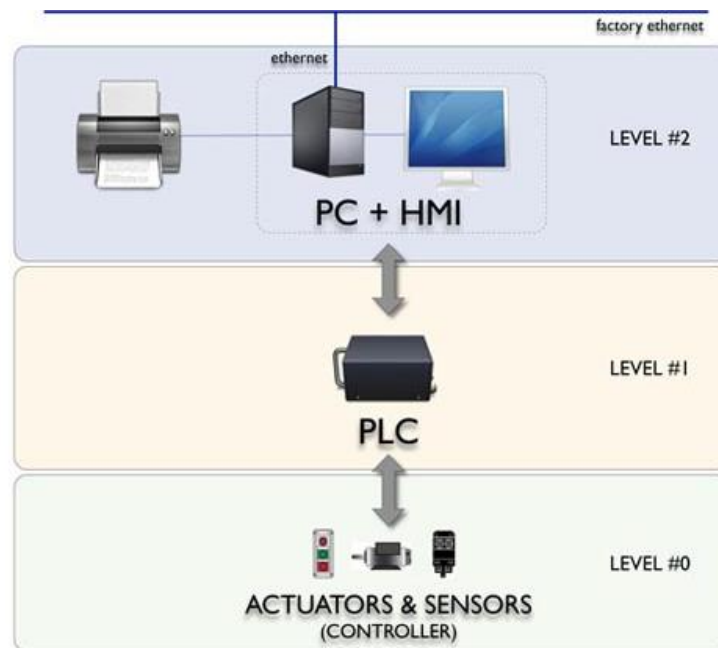 factory ethernet
ethernet
LEVEL #2
PC + HMI
LEVEL #1
PLC
LEVEL #0
ACTUATORS & SENSORS
(CONTROLLER)